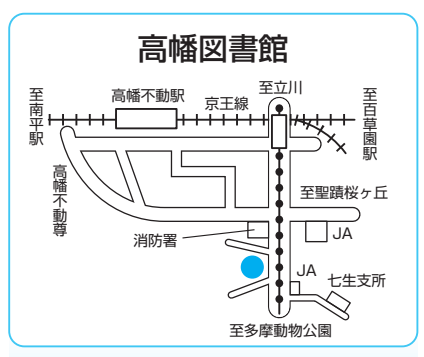 高幡図書館
至立川
高幡不動駅
京王線
至南平駅
至百草園駅
高幡不動尊
至聖蹟桜ヶ丘
消防署
JA
JA
七生支所
至多摩動物公園